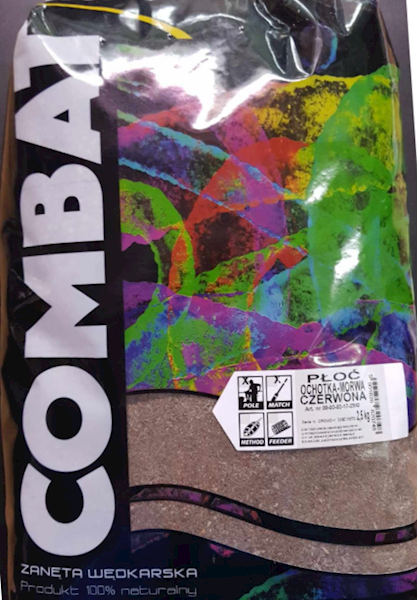 COMBAT
PŁOĆ
OCHOTKA-MORWA
CZERWONA
2,5 kg
X
POLE
X
MATCH
METHOD
FEEDER
ZANĘTA WĘDKARSKA
Produkt 100% naturalny